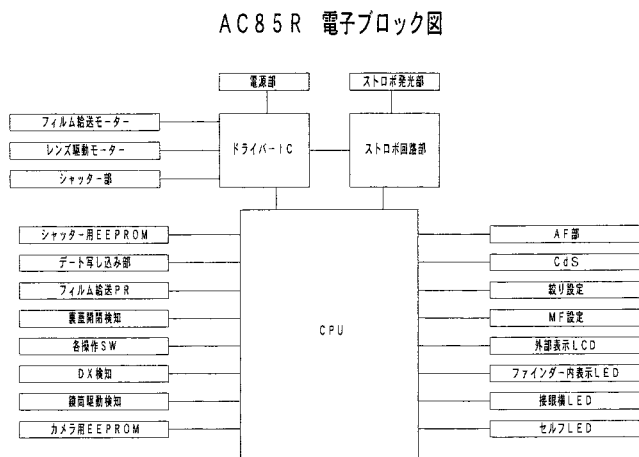 AC85R 電子ブロック図
電源部
ストロボ発光部
フィルム給送モーター
レンズ駆動モーター
シャッター部
ドライバーIC
ストロボ回路部
シャッター用EEPROM
デート写し込み部
フィルム給送PR
裏蓋開閉検知
各操作SW
DX検知
鏡筒駆動検知
カメラ用EEPROM
CPU
AF部
CdS
絞り設定
MF設定
外部表示LCD
ファインダー内表示LED
接眼横LED
セルフLED